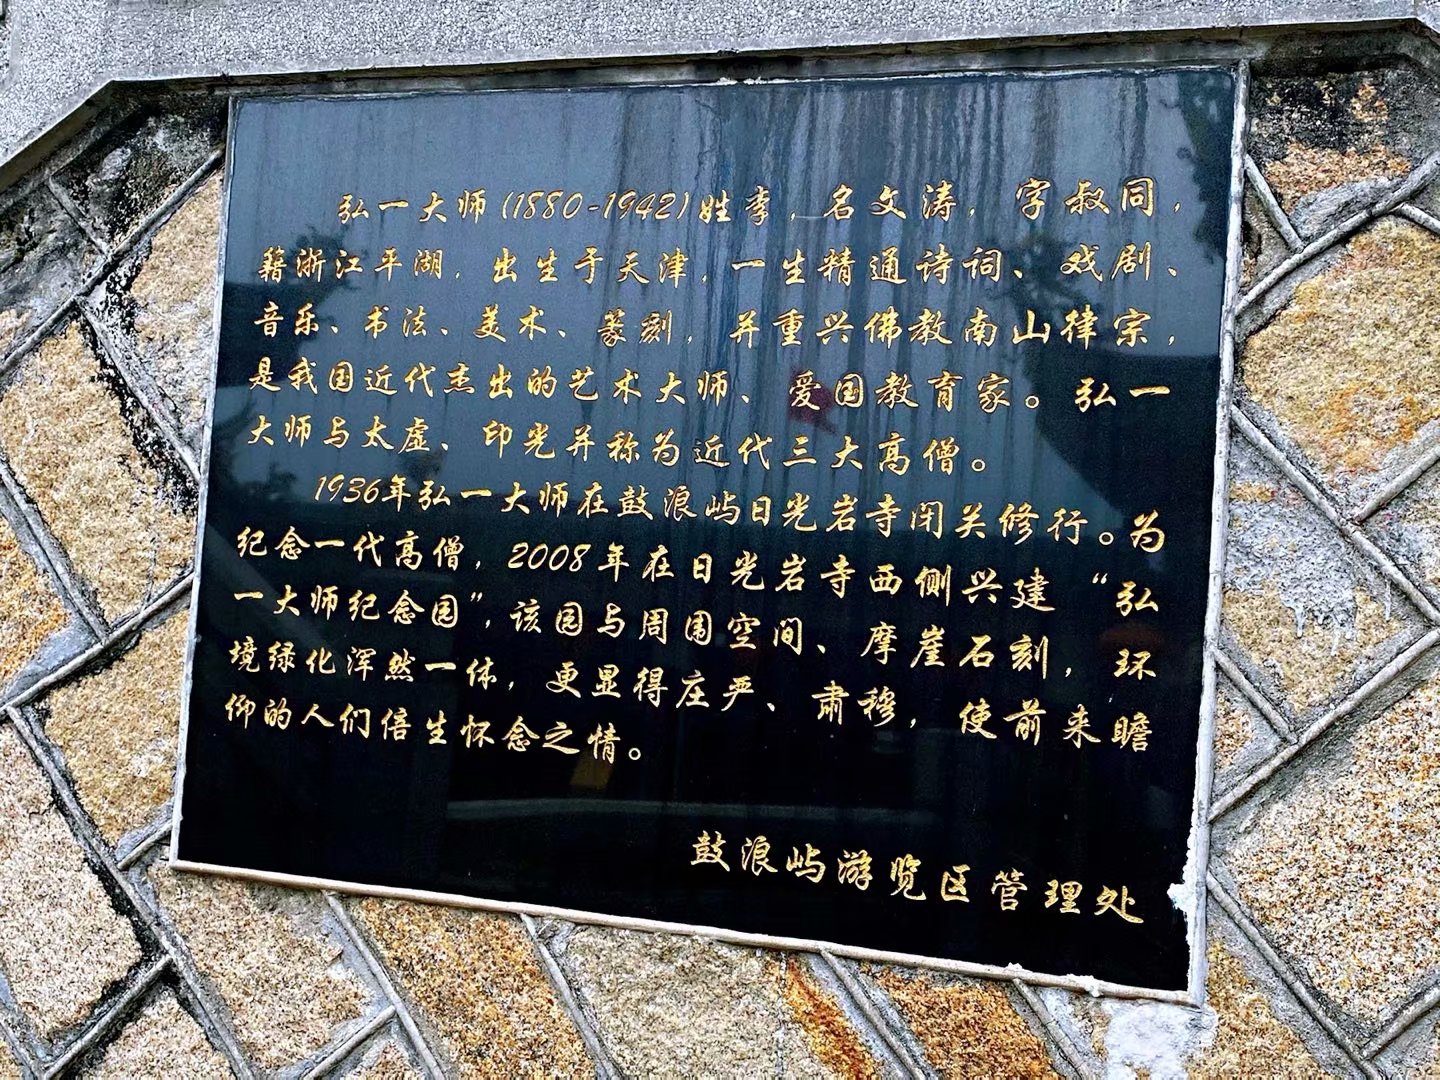 弘一大师(1880-1942)姓李，名文涛，字叔同，
籍浙江平湖，出生于天津，一生精通诗词、戏剧、
音乐、书法、美术、篆刻，并重兴佛教南山律宗，
是我国近代杰出的艺术大师、爱国教育家。弘一
大师与太虚、印光并称为近代三大高僧。
1936年弘一大师在鼓浪屿日光岩寺闭关修行。为
纪念一代高僧，2008年在日光岩寺西侧兴建“弘
一大师纪念园”，该园与周围空间、摩崖石刻，环
境绿化浑然一体，更显得庄严、肃穆，使前来瞻
仰的人们倍生怀念之情。
鼓浪屿游览区管理处